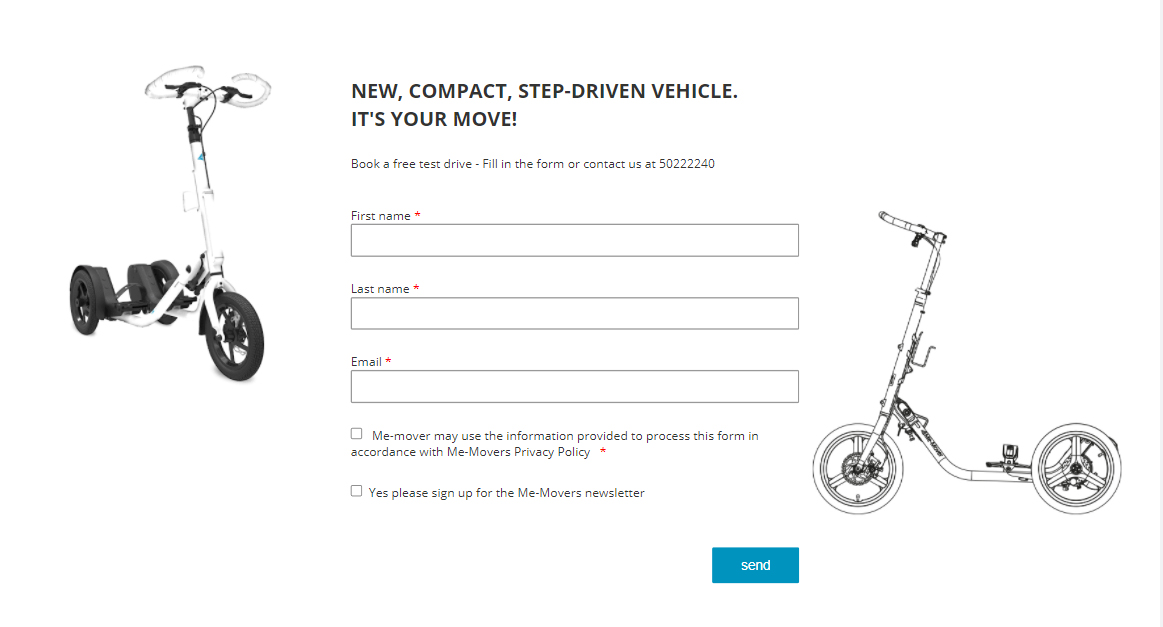 NEW, COMPACT, STEP-DRIVEN VEHICLE.
IT'S YOUR MOVE!
Book a free test drive - Fill in the form or contact us at 50222240
First name *
Last name *
Email *
Me-mover may use the information provided to process this form in
accordance with Me-Movers Privacy Policy *
Yes please sign up for the Me-Movers newsletter
send